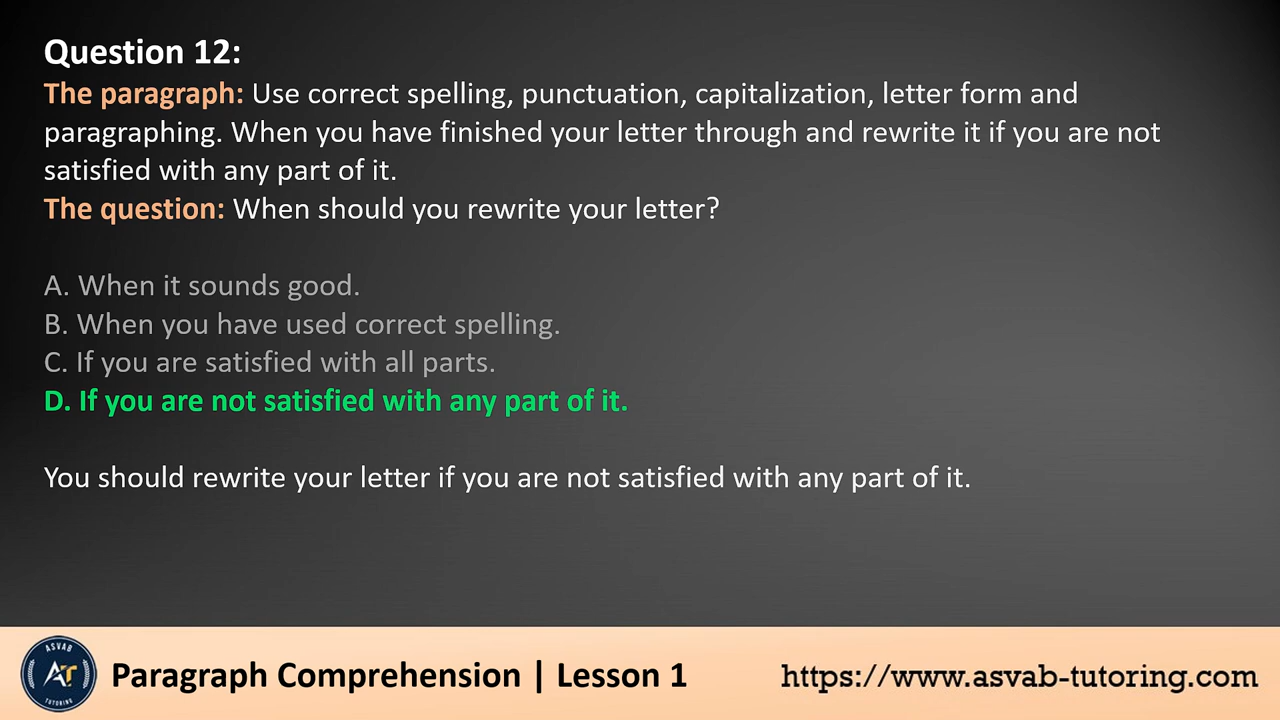 Question 12:
The paragraph: Use correct spelling, punctuation, capitalization, letter form and
paragraphing. When you have finished your letter through and rewrite it if you are not
satisfied with any part of it.
The question: When should you rewrite your letter?
A. When it sounds good.
B. When you have used correct spelling.
C. If you are satisfied with all parts.
D. If you are not satisfied with any part of it.
You should rewrite your letter if you are not satisfied with any part of it.
ASVAB
AT
TUTORING
Paragraph Comprehension | Lesson 1
https://www.asvab-tutoring.com